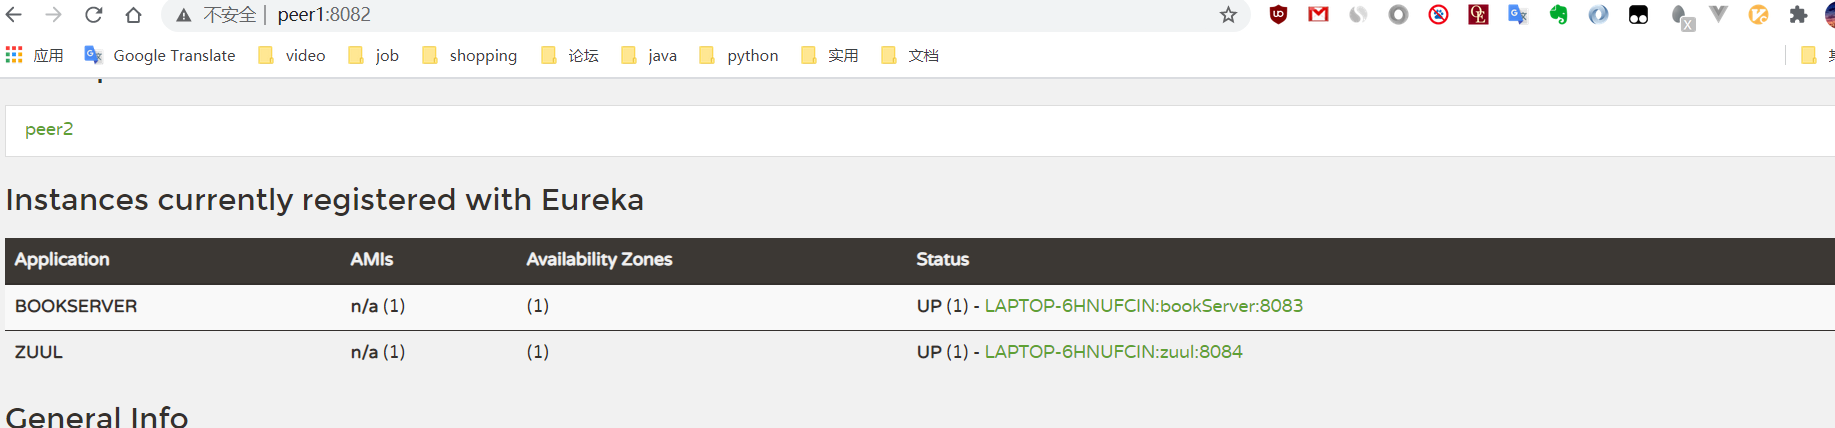 不安全 | peer1:8082
应用 Google Translate video job shopping 论坛 java python 实用 文档
peer2
Instances currently registered with Eureka
Application AMIs Availability Zones Status
BOOKSERVER n/a (1) (1) UP (1) - LAPTOP-6HNUFCIN:bookServer:8083
ZUUL n/a (1) (1) UP (1) - LAPTOP-6HNUFCIN:zuul:8084
General Info